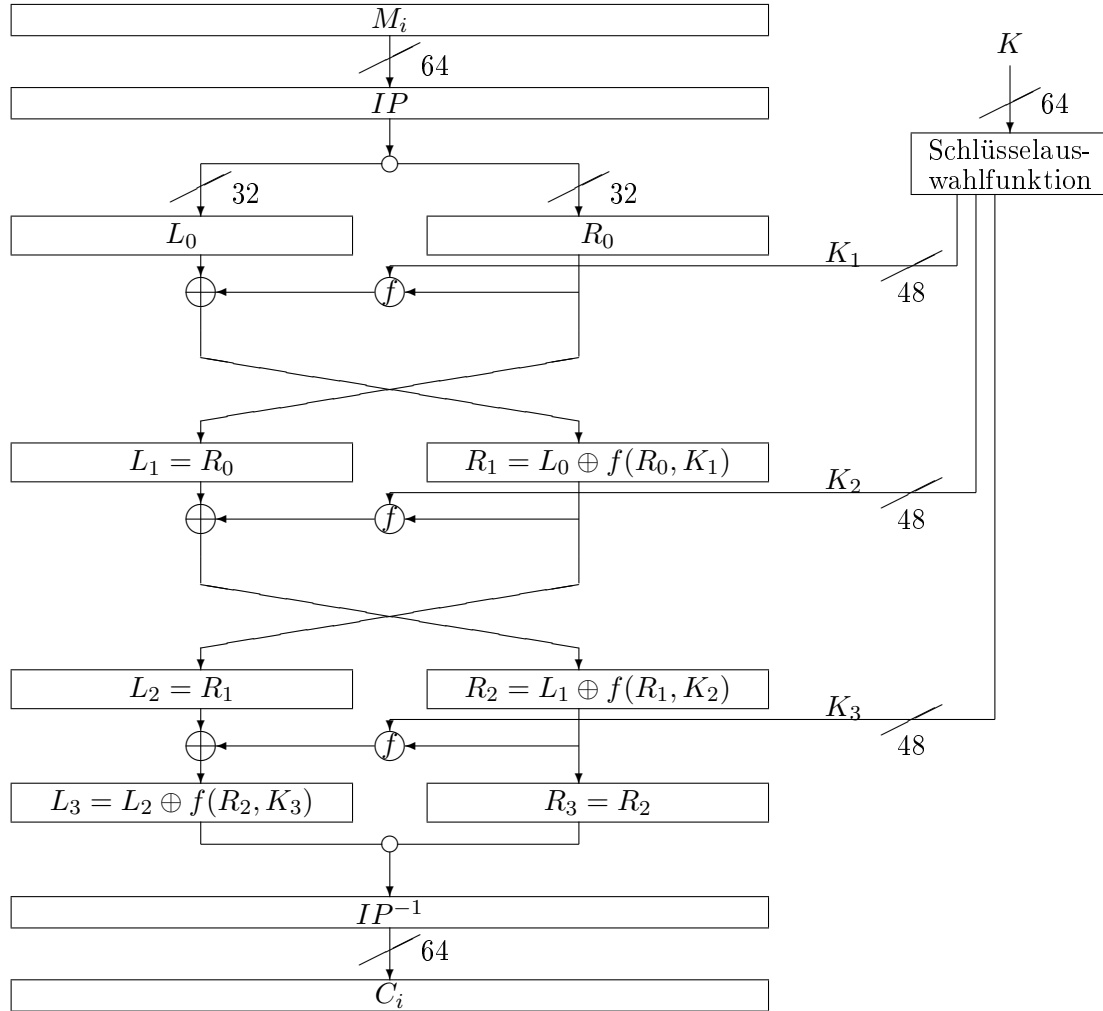 M_i
64
K
IP
64
Schlüsselaus-
wahlfunktion
32
32
L_0
R_0
K_1
f
48
L_1 = R_0
R_1 = L_0 ⊕ f(R_0, K_1)
K_2
f
48
L_2 = R_1
R_2 = L_1 ⊕ f(R_1, K_2)
K_3
f
48
L_3 = L_2 ⊕ f(R_2, K_3)
R_3 = R_2
IP^{-1}
64
C_i